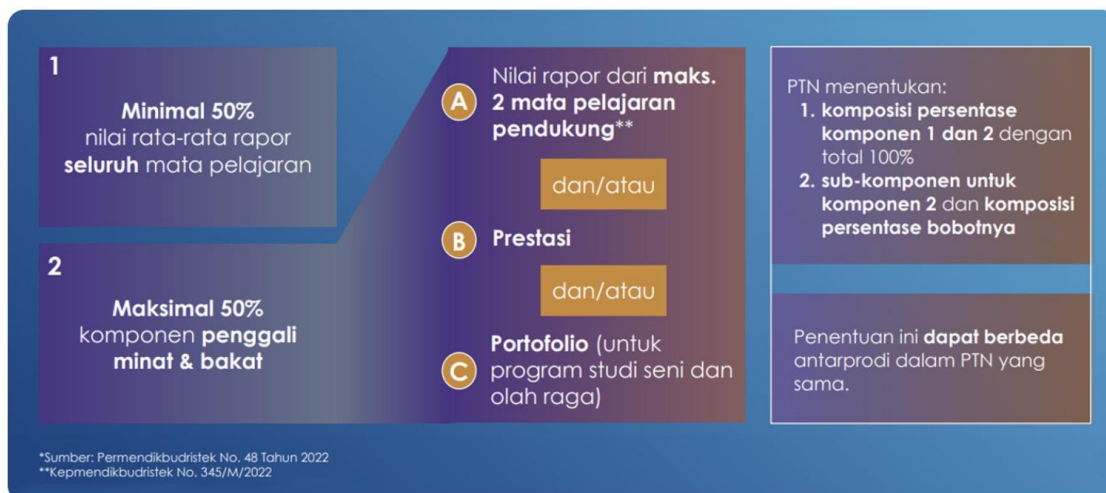 1
Minimal 50%
nilai rata-rata rapor
seluruh mata pelajaran
2
Maksimal 50%
komponen penggali
minat & bakat
A
Nilai rapor dari maks.
2 mata pelajaran
pendukung**
dan/atau
B
Prestasi
dan/atau
C
Portofolio (untuk
program studi seni dan
olah raga)
PTN menentukan:
1. komposisi persentase
komponen 1 dan 2 dengan
total 100%
2. sub-komponen untuk
komponen 2 dan komposisi
persentase bobotnya
Penentuan ini dapat berbeda
antarprodi dalam PTN yang
sama.
*Sumber: Permendikbudristek No. 48 Tahun 2022
**Kepmendikbudristek No. 345/M/2022